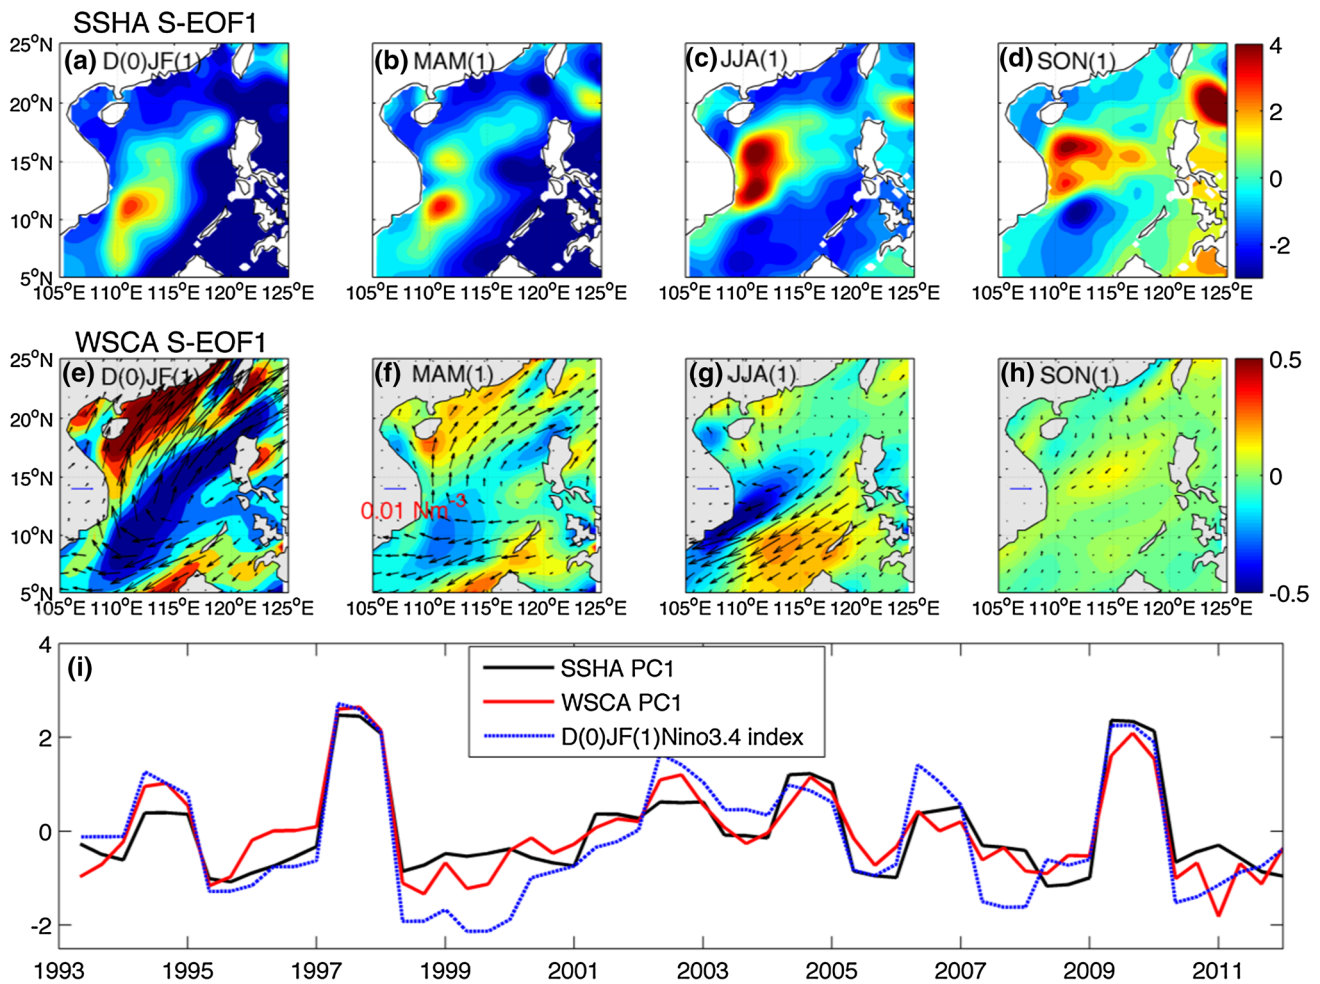 SSHA S-EOF1
(a) D(0)JF(1)
(b) MAM(1)
(c) JJA(1)
(d) SON(1)
25°N
20°N
15°N
10°N
5°N
105°E 110°E 115°E 120°E 125°E
105°E 110°E 115°E 120°E 125°E
105°E 110°E 115°E 120°E 125°E
105°E 110°E 115°E 120°E 125°E
4
2
0
-2
WSCA S-EOF1
(e) D(0)JF(1)
(f) MAM(1)
(g) JJA(1)
(h) SON(1)
25°N
20°N
15°N
10°N
5°N
0.01 Nm⁻³
105°E 110°E 115°E 120°E 125°E
105°E 110°E 115°E 120°E 125°E
105°E 110°E 115°E 120°E 125°E
105°E 110°E 115°E 120°E 125°E
0.5
0
-0.5
(i)
SSHA PC1
WSCA PC1
D(0)JF(1)Nino3.4 index
4
2
0
-2
1993 1995 1997 1999 2001 2003 2005 2007 2009 2011